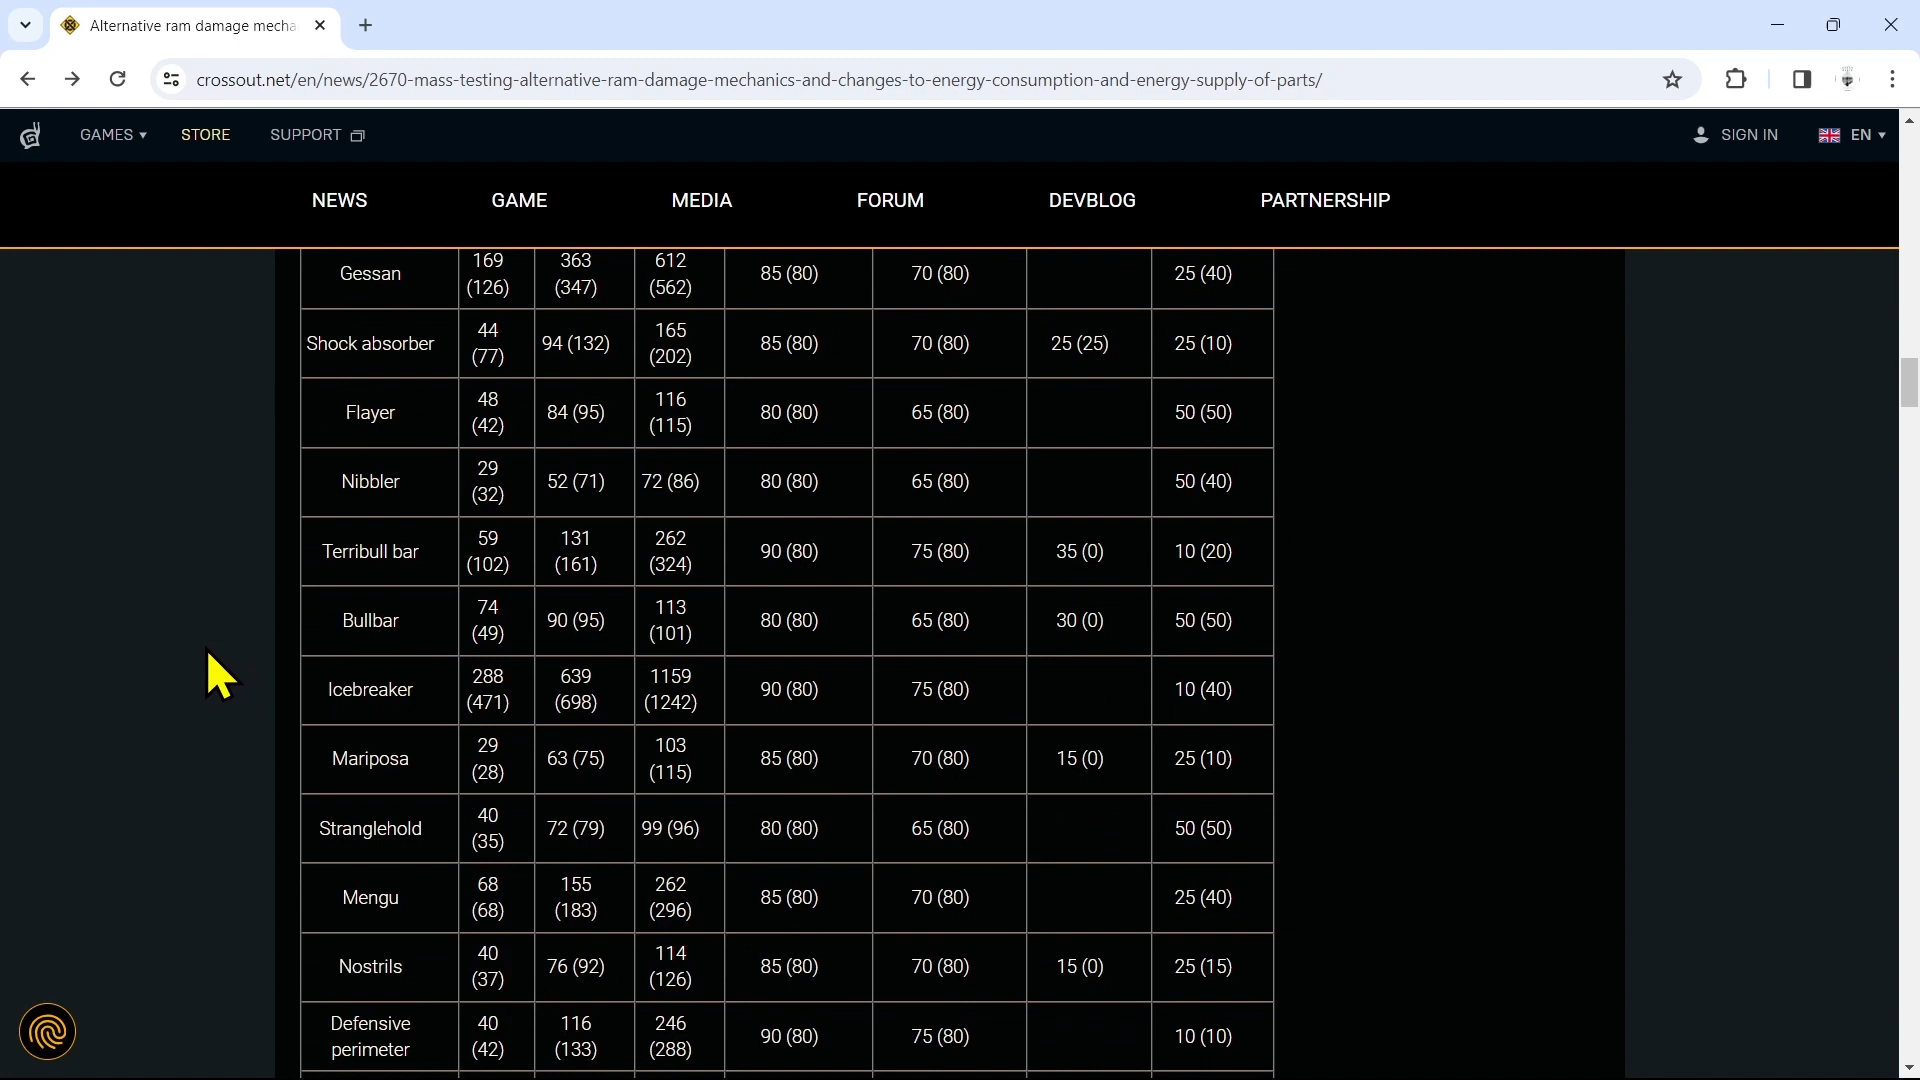 Alternative ram damage mecha
crossout.net/en/news/2670-mass-testing-alternative-ram-damage-mechanics-and-changes-to-energy-consumption-and-energy-supply-of-parts/
GAMES STORE SUPPORT SIGN IN EN
NEWS GAME MEDIA FORUM DEVBLOG PARTNERSHIP
Gessan 169 (126) 363 (347) 612 (562) 85 (80) 70 (80) 25 (40)
Shock absorber 44 (77) 94 (132) 165 (202) 85 (80) 70 (80) 25 (25) 25 (10)
Flayer 48 (42) 84 (95) 116 (115) 80 (80) 65 (80) 50 (50)
Nibbler 29 (32) 52 (71) 72 (86) 80 (80) 65 (80) 50 (40)
Terribull bar 59 (102) 131 (161) 262 (324) 90 (80) 75 (80) 35 (0) 10 (20)
Bullbar 74 (49) 90 (95) 113 (101) 80 (80) 65 (80) 30 (0) 50 (50)
Icebreaker 288 (471) 639 (698) 1159 (1242) 90 (80) 75 (80) 10 (40)
Mariposa 29 (28) 63 (75) 103 (115) 85 (80) 70 (80) 15 (0) 25 (10)
Stranglehold 40 (35) 72 (79) 99 (96) 80 (80) 65 (80) 50 (50)
Mengu 68 (68) 155 (183) 262 (296) 85 (80) 70 (80) 25 (40)
Nostrils 40 (37) 76 (92) 114 (126) 85 (80) 70 (80) 15 (0) 25 (15)
Defensive perimeter 40 (42) 116 (133) 246 (288) 90 (80) 75 (80) 10 (10)